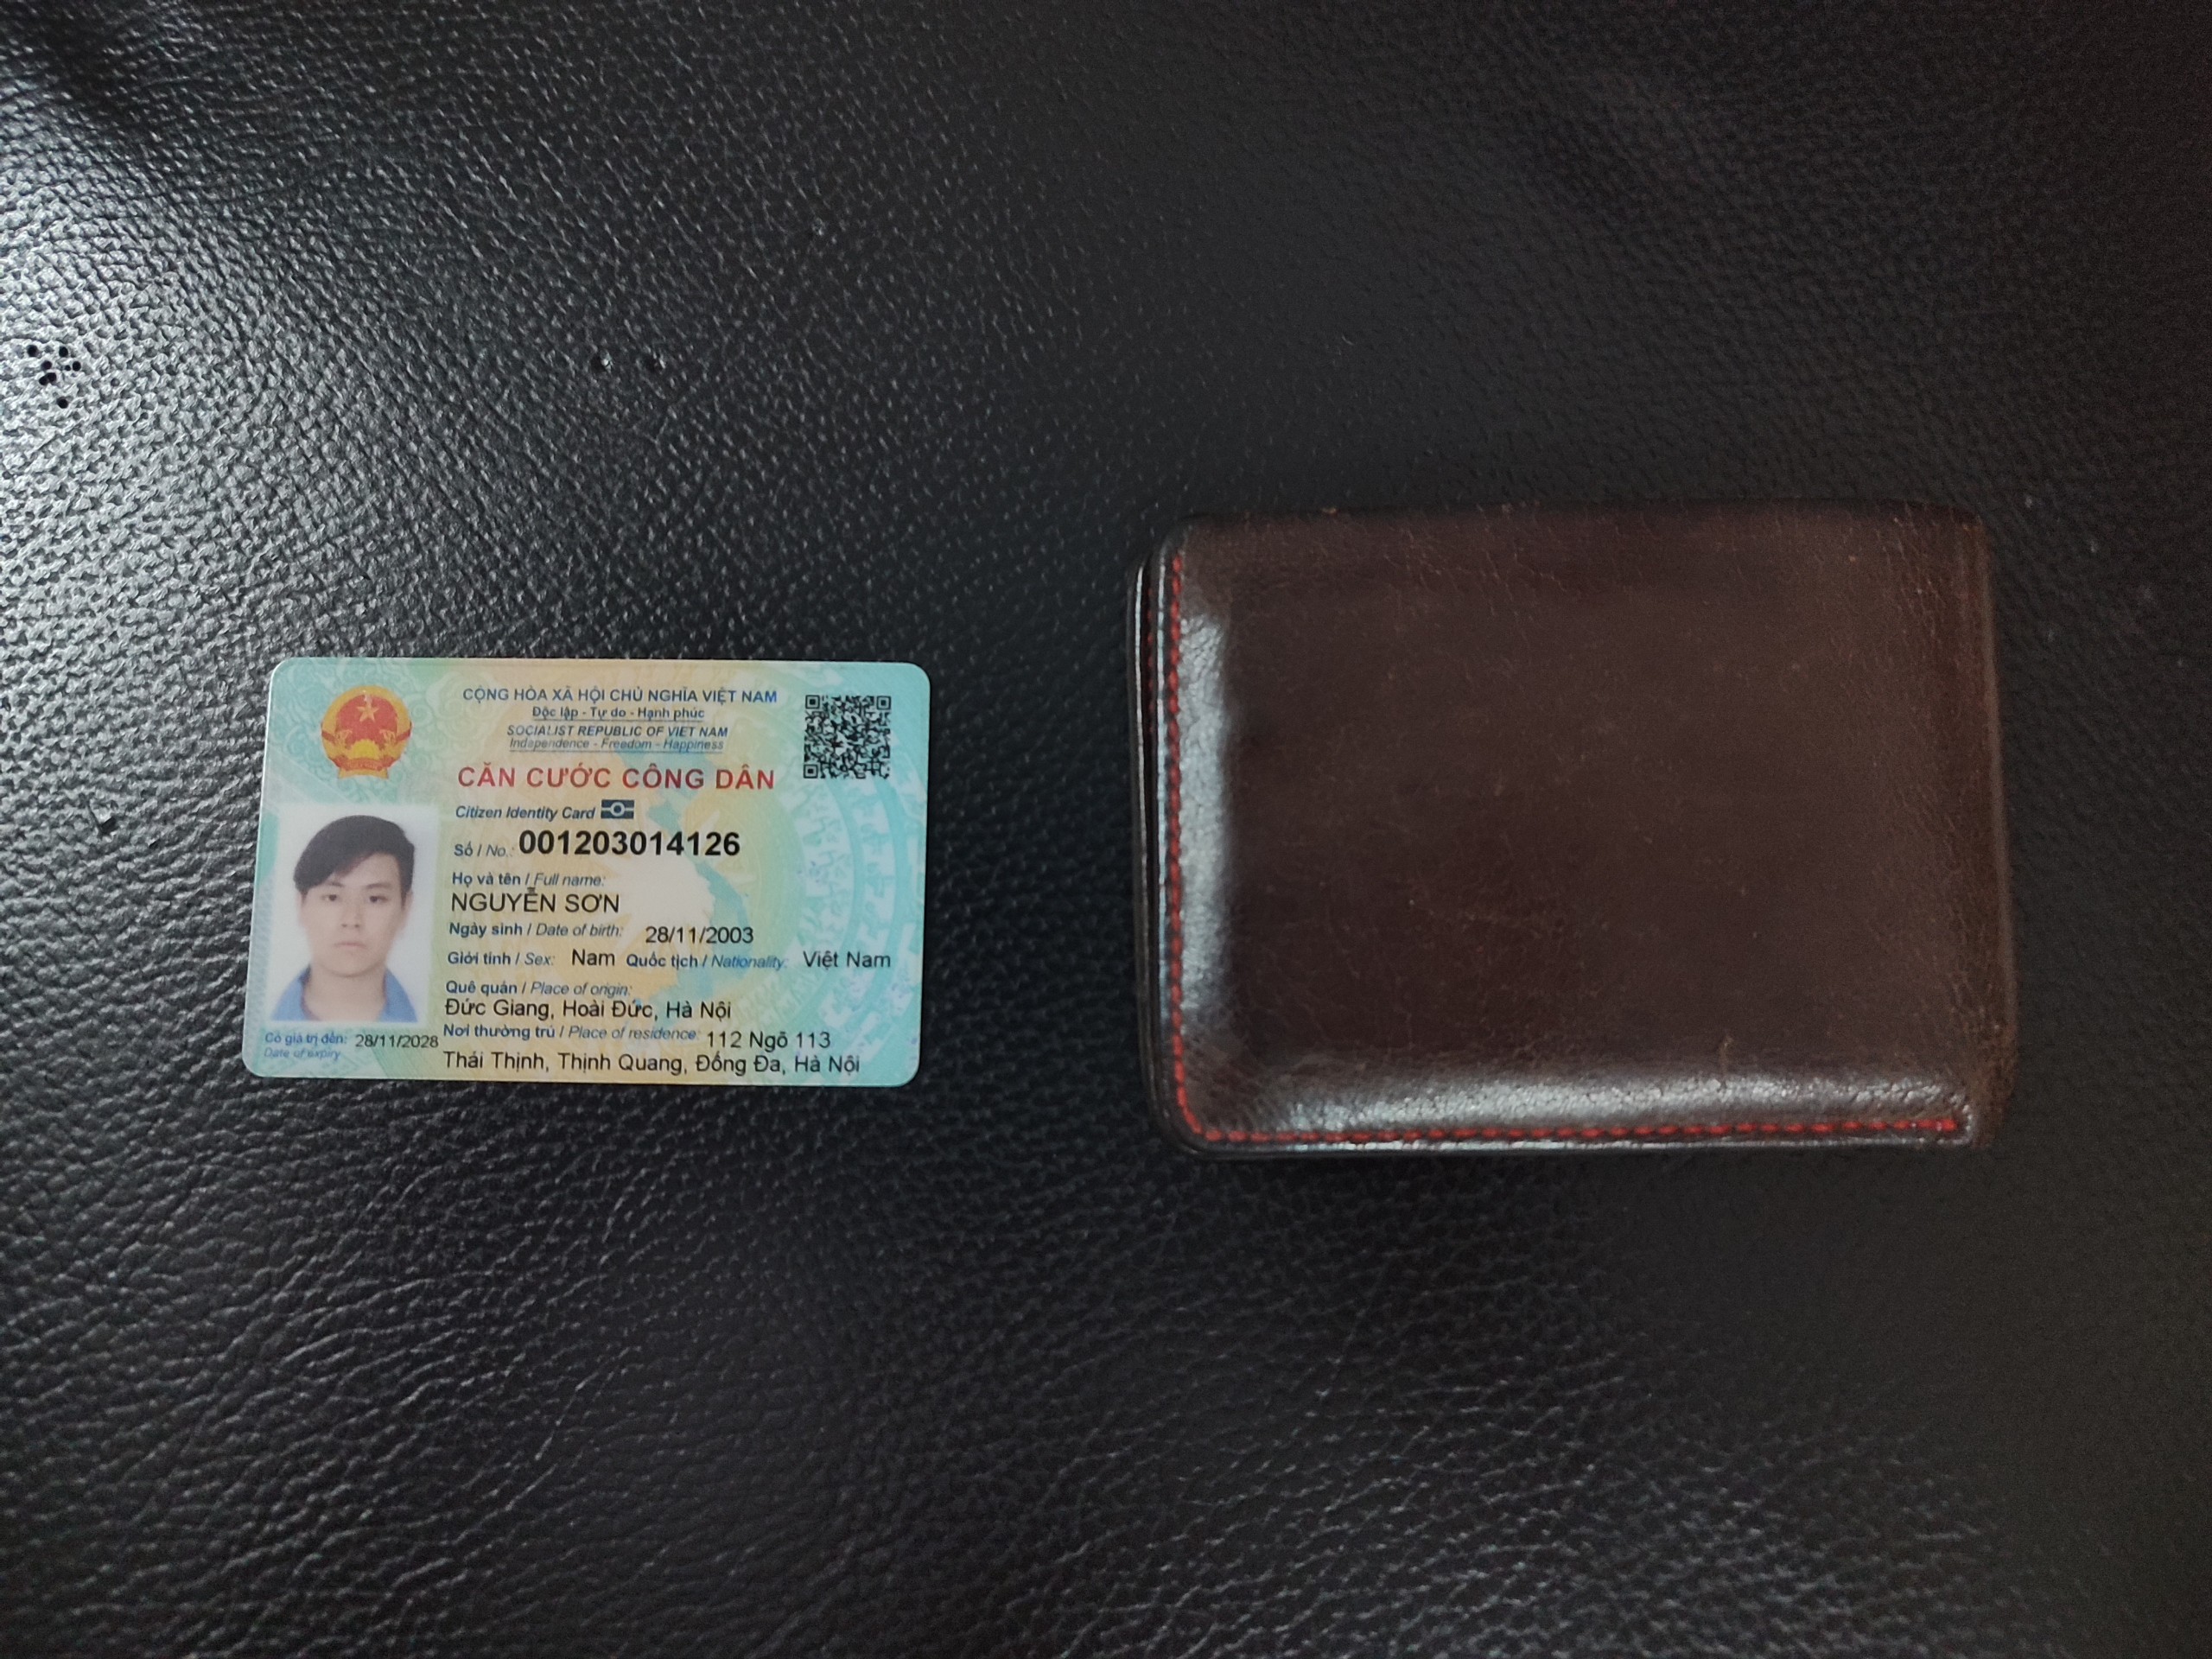 CỘNG HÒA XÃ HỘI CHỦ NGHĨA VIỆT NAM
Độc lập - Tự do - Hạnh phúc
SOCIALIST REPUBLIC OF VIET NAM
Independence - Freedom - Happiness
CĂN CƯỚC CÔNG DÂN
Citizen Identity Card
Số / No.: 001203014126
Họ và tên / Full name:
NGUYỄN SƠN
Ngày sinh / Date of birth: 28/11/2003
Giới tính / Sex: Nam Quốc tịch / Nationality: Việt Nam
Quê quán / Place of origin:
Đức Giang, Hoài Đức, Hà Nội
Nơi thường trú / Place of residence: 112 Ngõ 113
Thái Thịnh, Thịnh Quang, Đống Đa, Hà Nội
Có giá trị đến: 28/11/2028
Date of expiry